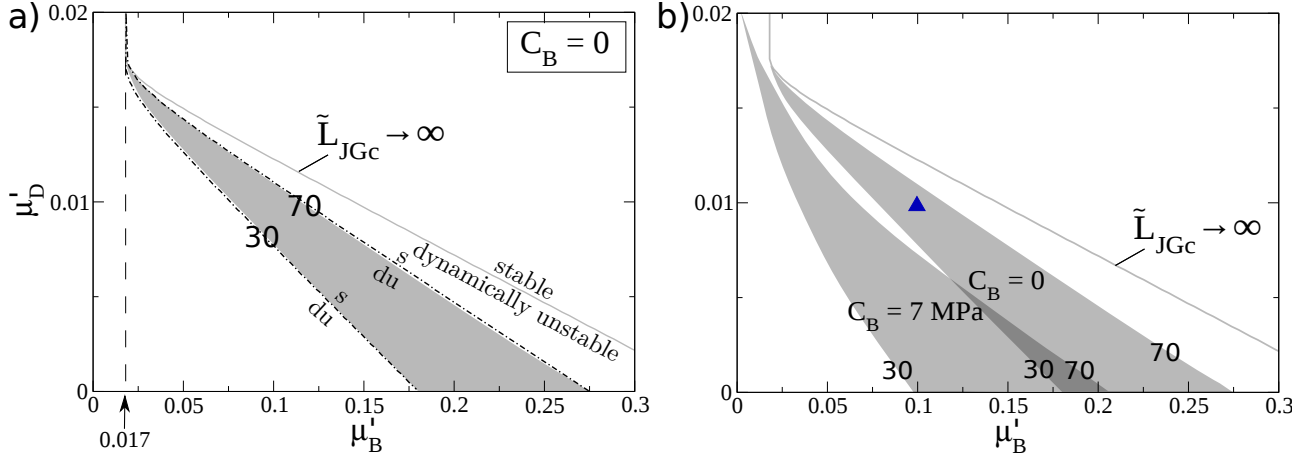 a)
0.02
C_B = 0
L̃_JGc → ∞
μ'_D
0.01
70
30
s
du
s
du
stable
dynamically unstable
0
0
0.05
0.1
0.15
0.2
0.25
0.3
0.017
μ'_B
b)
0.02
L̃_JGc → ∞
0.01
C_B = 0
C_B = 7 MPa
30
30
70
70
0
0
0.05
0.1
0.15
0.2
0.25
0.3
μ'_B